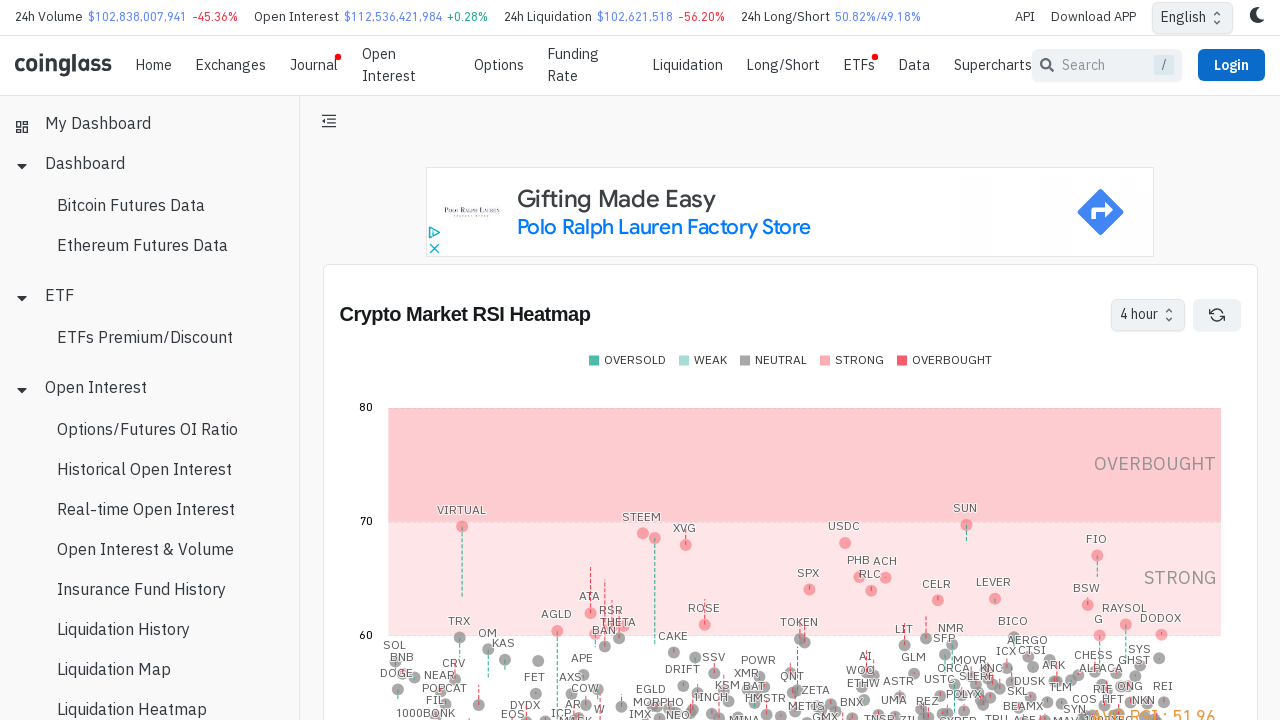 24h Volume $102,838,007,941 -45.36% Open Interest $112,536,421,984 +0.28% 24h Liquidation $102,621,518 -56.20% 24h Long/Short 50.82%/49.18% API Download APP English
coinglass Home Exchanges Journal Open Interest Options Funding Rate Liquidation Long/Short ETFs Data Supercharts Search / Login
My Dashboard
Dashboard
Bitcoin Futures Data
Ethereum Futures Data
ETF
ETFs Premium/Discount
Open Interest
Options/Futures OI Ratio
Historical Open Interest
Real-time Open Interest
Open Interest & Volume
Insurance Fund History
Liquidation History
Liquidation Map
Liquidation Heatmap
POLO RALPH LAUREN
Gifting Made Easy
Polo Ralph Lauren Factory Store
Crypto Market RSI Heatmap
4 hour
OVERSOLD WEAK NEUTRAL STRONG OVERBOUGHT
80
OVERBOUGHT
VIRTUAL STEEM SUN
70
XVG USDC
FIO
PHB ACH
SPX RLC STRONG
ATA CELR LEVER BSW
AGLD RSR ROSE RAYSOL
TRX THETA TOKEN BICO G DODOX
60
OM BAN LIT NMR
SOL KAS CAKE SFP AERGO
BNB APE SSV POWR AI GLM MOVR ICX CTSI CHESS SYS
CRV DRIFT ORCA KNC ARK ALPACA GHST
DOGE NEAR FET AXS XMR QNT ETHW ASTR USTC SLERF DUSK
POPCAT COW EGLD KSM BAT ZETA POLYX SKL TLM RIF ONG REI
FIL DYDX AR MORPHO 1INCH HMSTR METIS BNX UMA REZ BEAMX COS NKN
1000BONK EOS ICP W IMX NEO GMX SYN
MINA